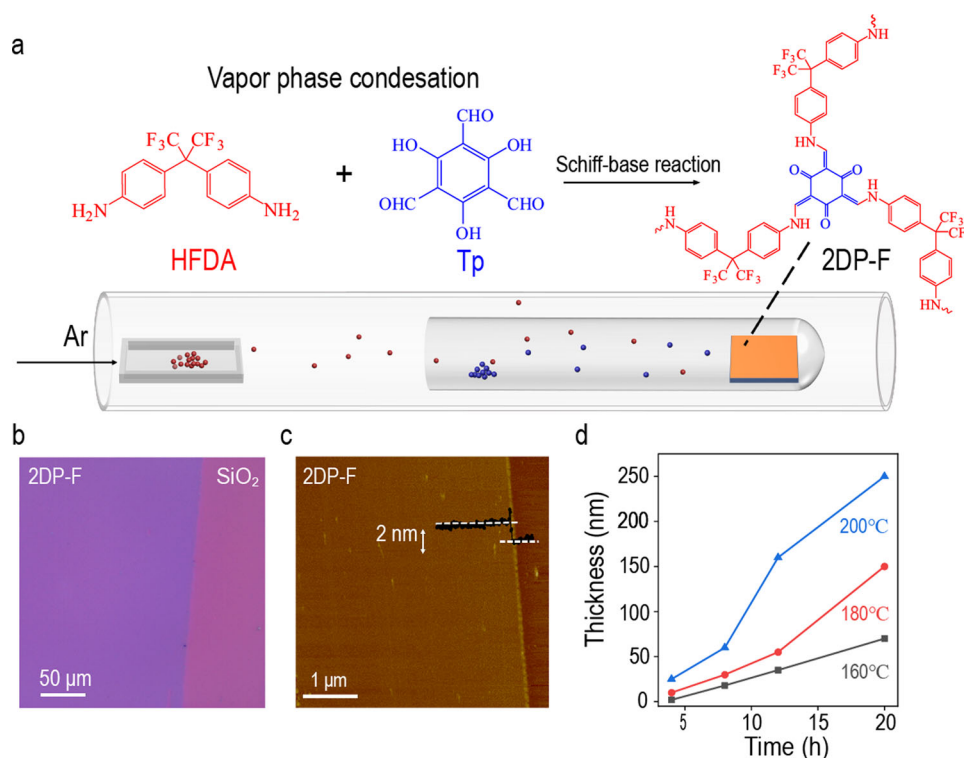 a
Vapor phase condesation
F₃C CF₃
H₂N NH₂
HFDA
+
CHO
HO OH
OHC CHO
OH
Tp
Schiff-base reaction
NH
F₃C
F₃C
HN
O O
O
H
N
N
H
HN
F₃C CF₃
CF₃
HN
2DP-F
Ar
b
2DP-F SiO₂
50 μm
c
2DP-F
2 nm
1 μm
d
Thickness (nm)
250
200
150
100
50
0
200°C
180°C
160°C
5 10 15 20
Time (h)